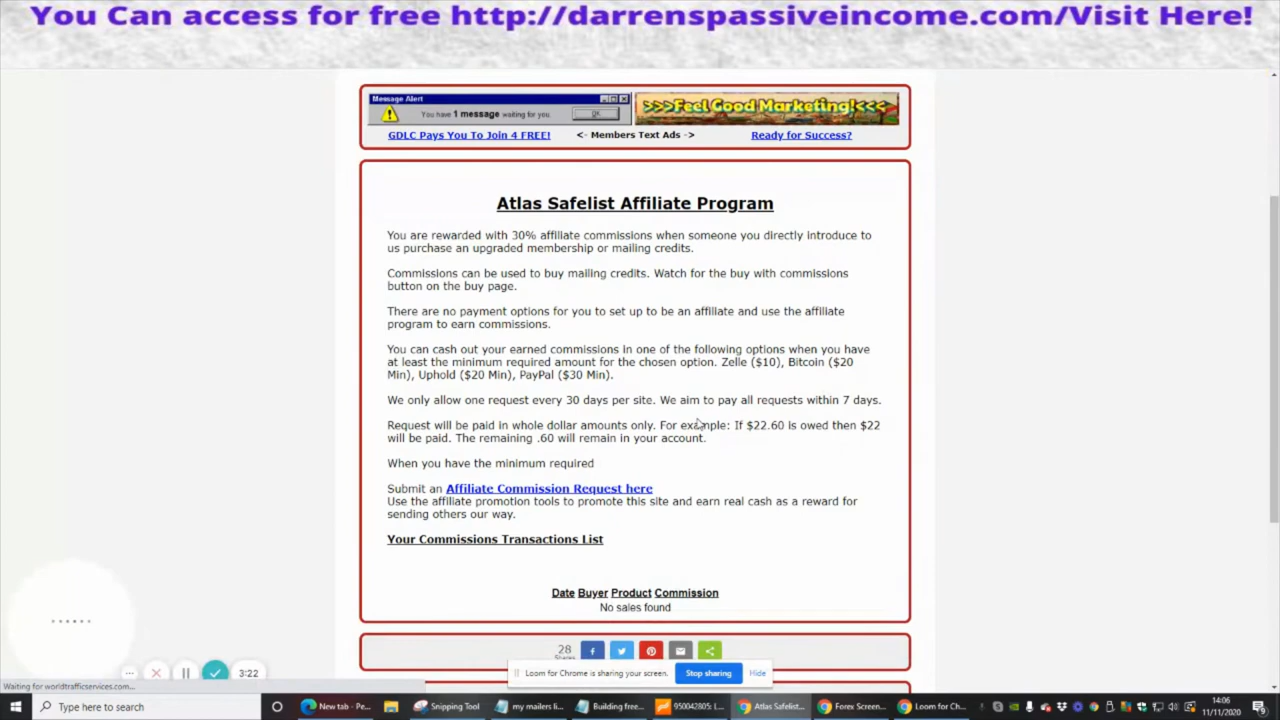 You Can access for free http://darrenspassiveincome.com/Visit Here!
Message Alert
You have 1 message waiting for you.
OK
>>>Feel Good Marketing!<<<
GDLC Pays You To Join 4 FREE!
<- Members Text Ads ->
Ready for Success?
Atlas Safelist Affiliate Program
You are rewarded with 30% affiliate commissions when someone you directly introduce to
us purchase an upgraded membership or mailing credits.
Commissions can be used to buy mailing credits. Watch for the buy with commissions
button on the buy page.
There are no payment options for you to set up to be an affiliate and use the affiliate
program to earn commissions.
You can cash out your earned commissions in one of the following options when you have
at least the minimum required amount for the chosen option. Zelle ($10), Bitcoin ($20
Min), Uphold ($20 Min), PayPal ($30 Min).
We only allow one request every 30 days per site. We aim to pay all requests within 7 days.
Request will be paid in whole dollar amounts only. For example: If $22.60 is owed then $22
will be paid. The remaining .60 will remain in your account.
When you have the minimum required
Submit an Affiliate Commission Request here
Use the affiliate promotion tools to promote this site and earn real cash as a reward for
sending others our way.
Your Commissions Transactions List
Date Buyer Product Commission
No sales found
28
Shares
Loom for Chrome is sharing your screen.
Stop sharing
Hide
3:22
Waiting for worldtrafficservices.com...
Type here to search
New tab - Pe...
Snipping Tool
my mailers li...
Building free...
950042805: I...
Atlas Safelist...
Forex Screen...
Loom for Ch...
14:06
11/11/2020